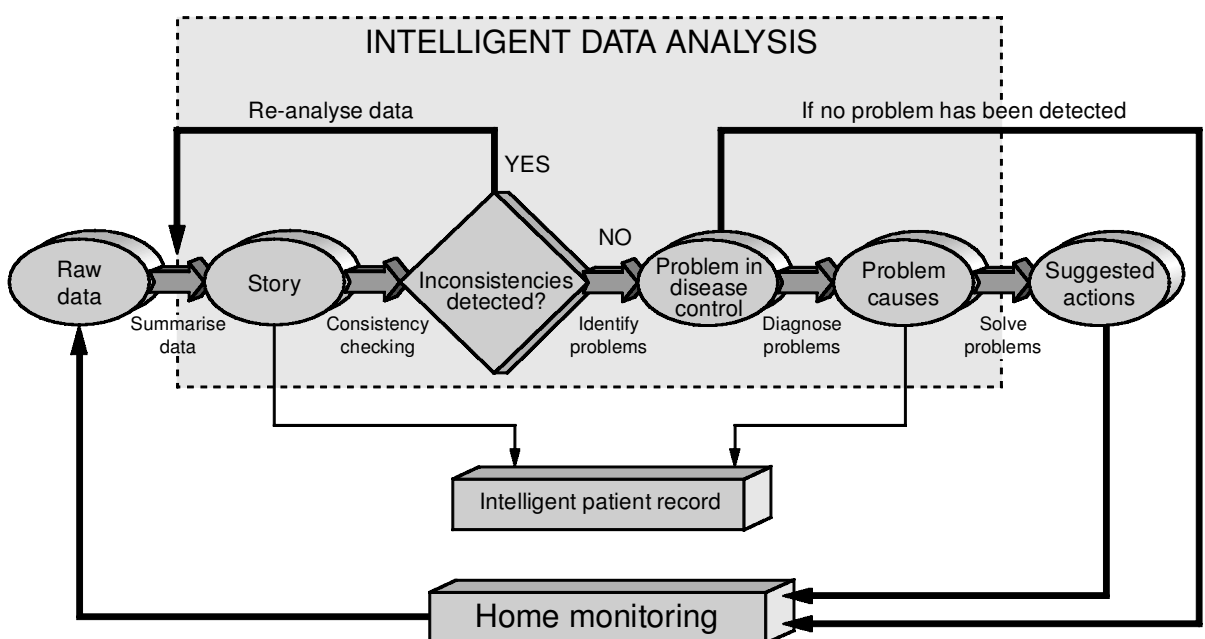 INTELLIGENT DATA ANALYSIS
Re-analyse data
If no problem has been detected
YES
NO
Raw
data
Summarise
data
Story
Consistency
checking
Inconsistencies
detected?
Identify
problems
Problem in
disease
control
Diagnose
problems
Problem
causes
Solve
problems
Suggested
actions
Intelligent patient record
Home monitoring